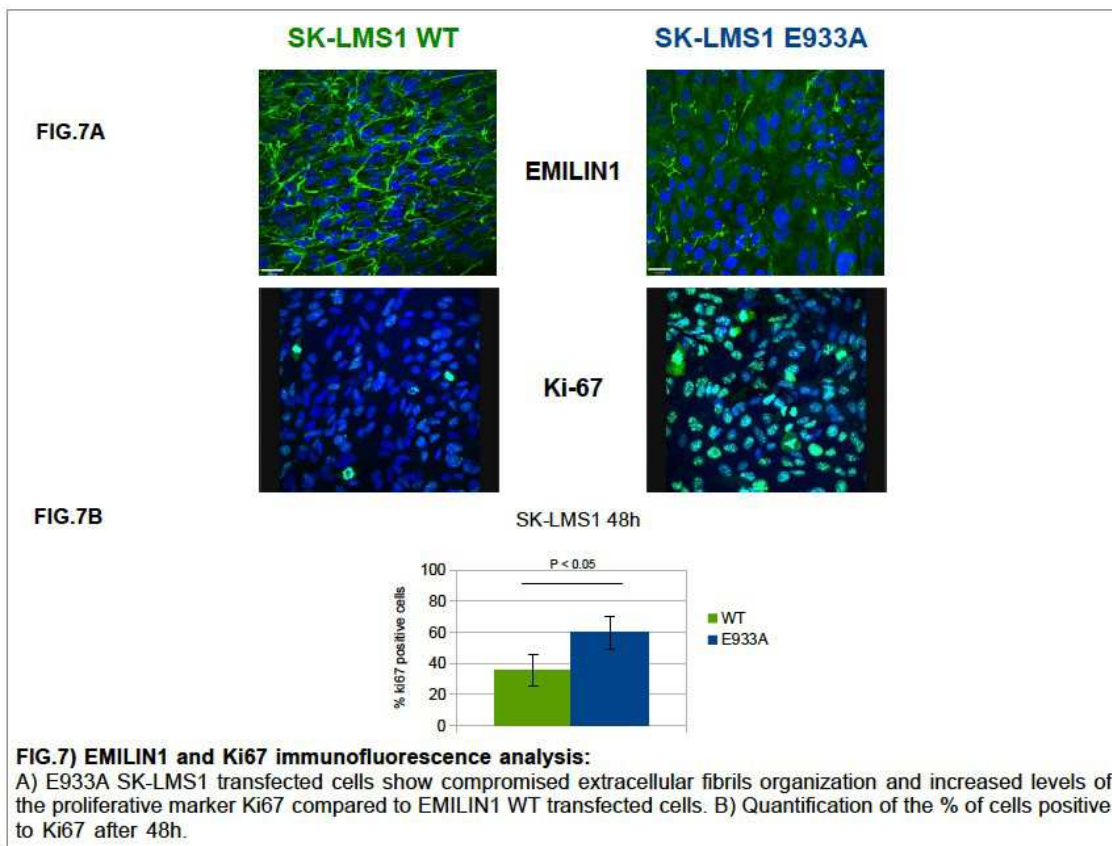 SK-LMS1 WT SK-LMS1 E933A
FIG.7A
EMILIN1
Ki-67
FIG.7B
SK-LMS1 48h
P < 0.05
100
80
60
40
20
0
% ki67 positive cells
WT
E933A
FIG.7) EMILIN1 and Ki67 immunofluorescence analysis:
A) E933A SK-LMS1 transfected cells show compromised extracellular fibrils organization and increased levels of
the proliferative marker Ki67 compared to EMILIN1 WT transfected cells. B) Quantification of the % of cells positive
to Ki67 after 48h.